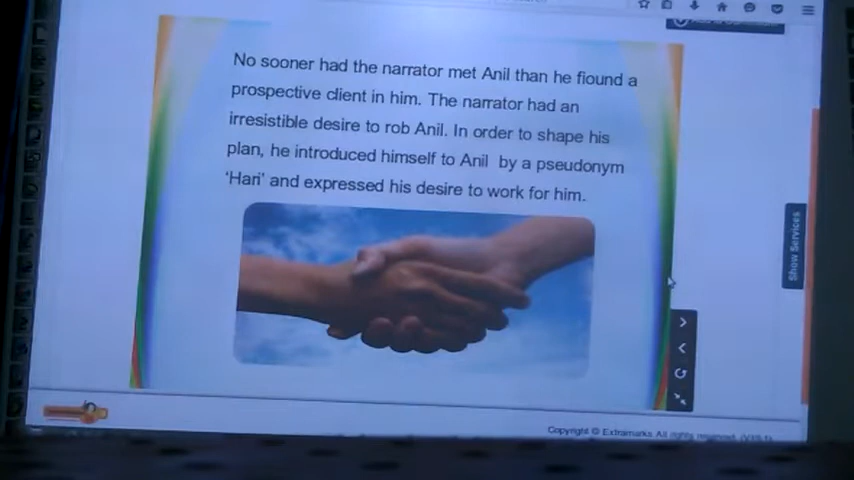 No sooner had the narrator met Anil than he fiound a
prospective client in him. The narrator had an
irresistible desire to rob Anil. In order to shape his
plan, he introduced himself to Anil by a pseudonym
‘Hari’ and expressed his desire to work for him.
Show Services
Copyright © Extramarks All rights reserved.